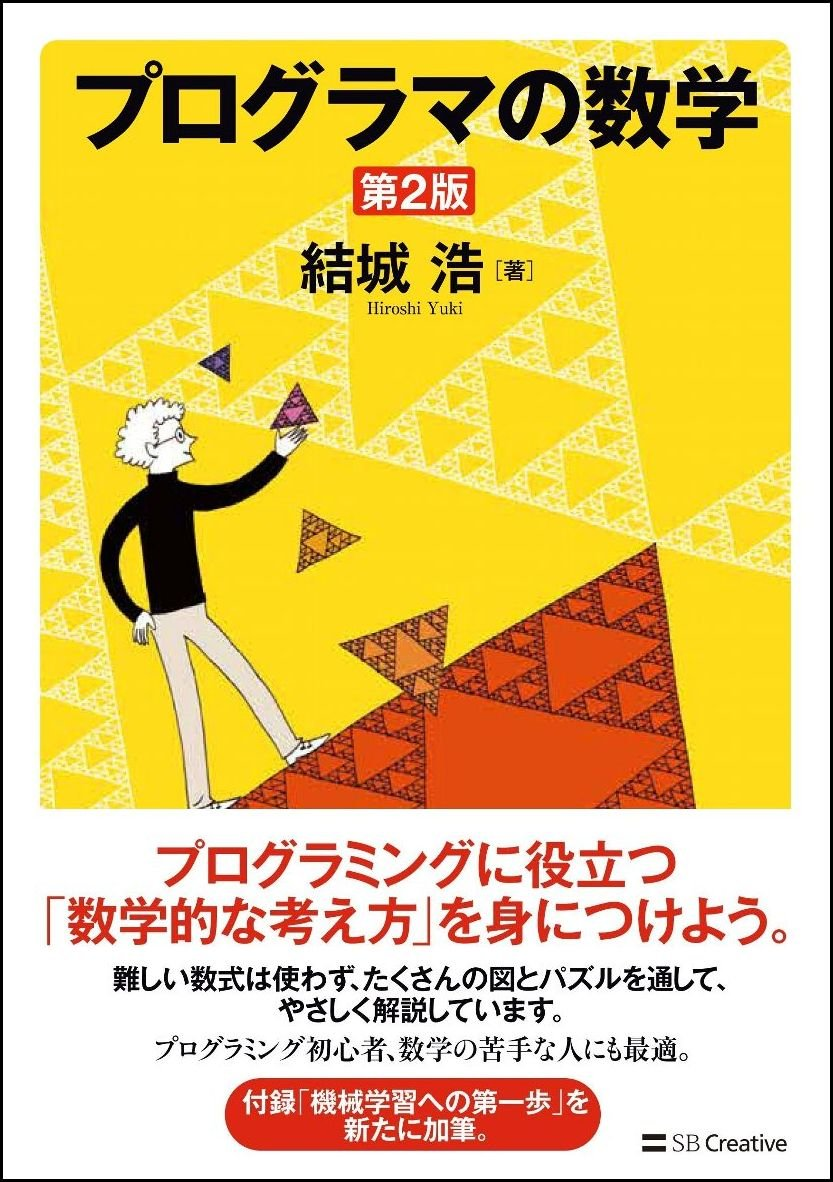 プログラマの数学
第2版
結城 浩[著]
Hiroshi Yuki
プログラミングに役立つ
「数学的な考え方」を身につけよう。
難しい数式は使わず、たくさんの図とパズルを通して、
やさしく解説しています。
プログラミング初心者、数学の苦手な人にも最適。
付録「機械学習への第一歩」を
新たに加筆。
SB Creative